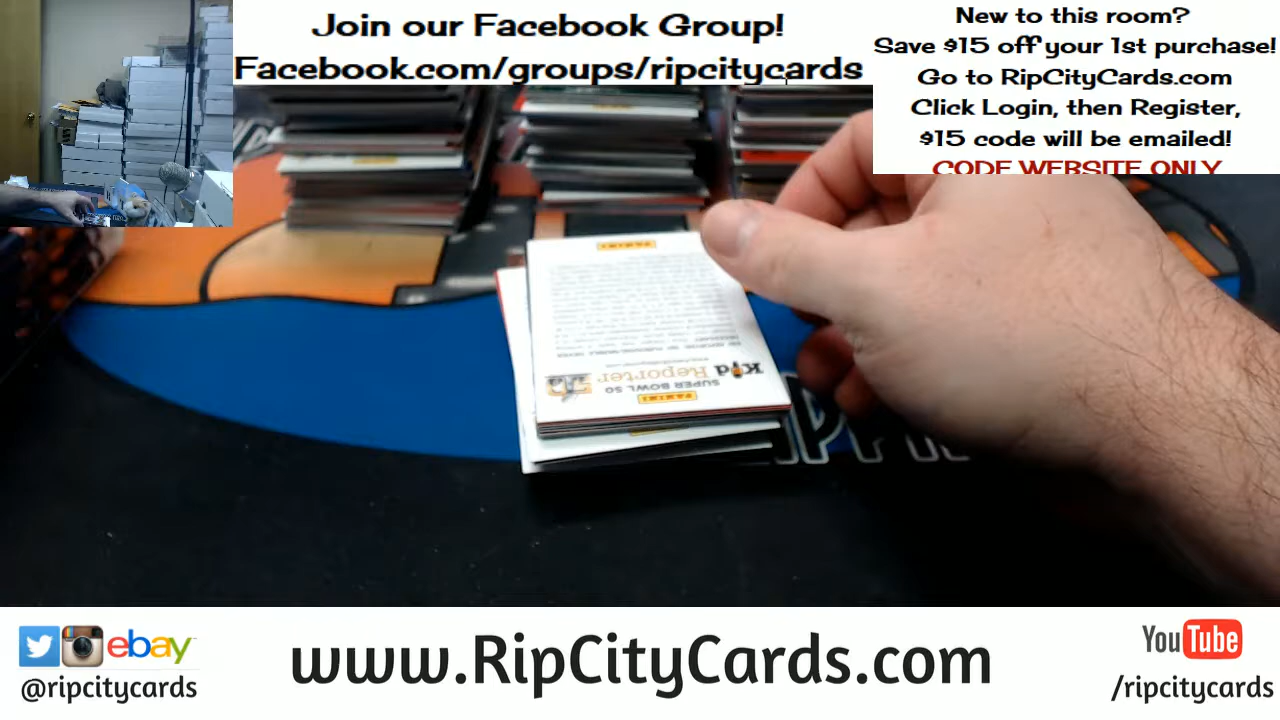 Join our Facebook Group!
Facebook.com/groups/ripcitycards
New to this room?
Save $15 off your 1st purchase!
Go to RipCityCards.com
Click Login, then Register,
$15 code will be emailed!
CODE WEBSITE ONLY
PANINI
Kid Reporter
SUPER BOWL 50
PANINI
ebay
@ripcitycards
www.RipCityCards.com
YouTube
/ripcitycards